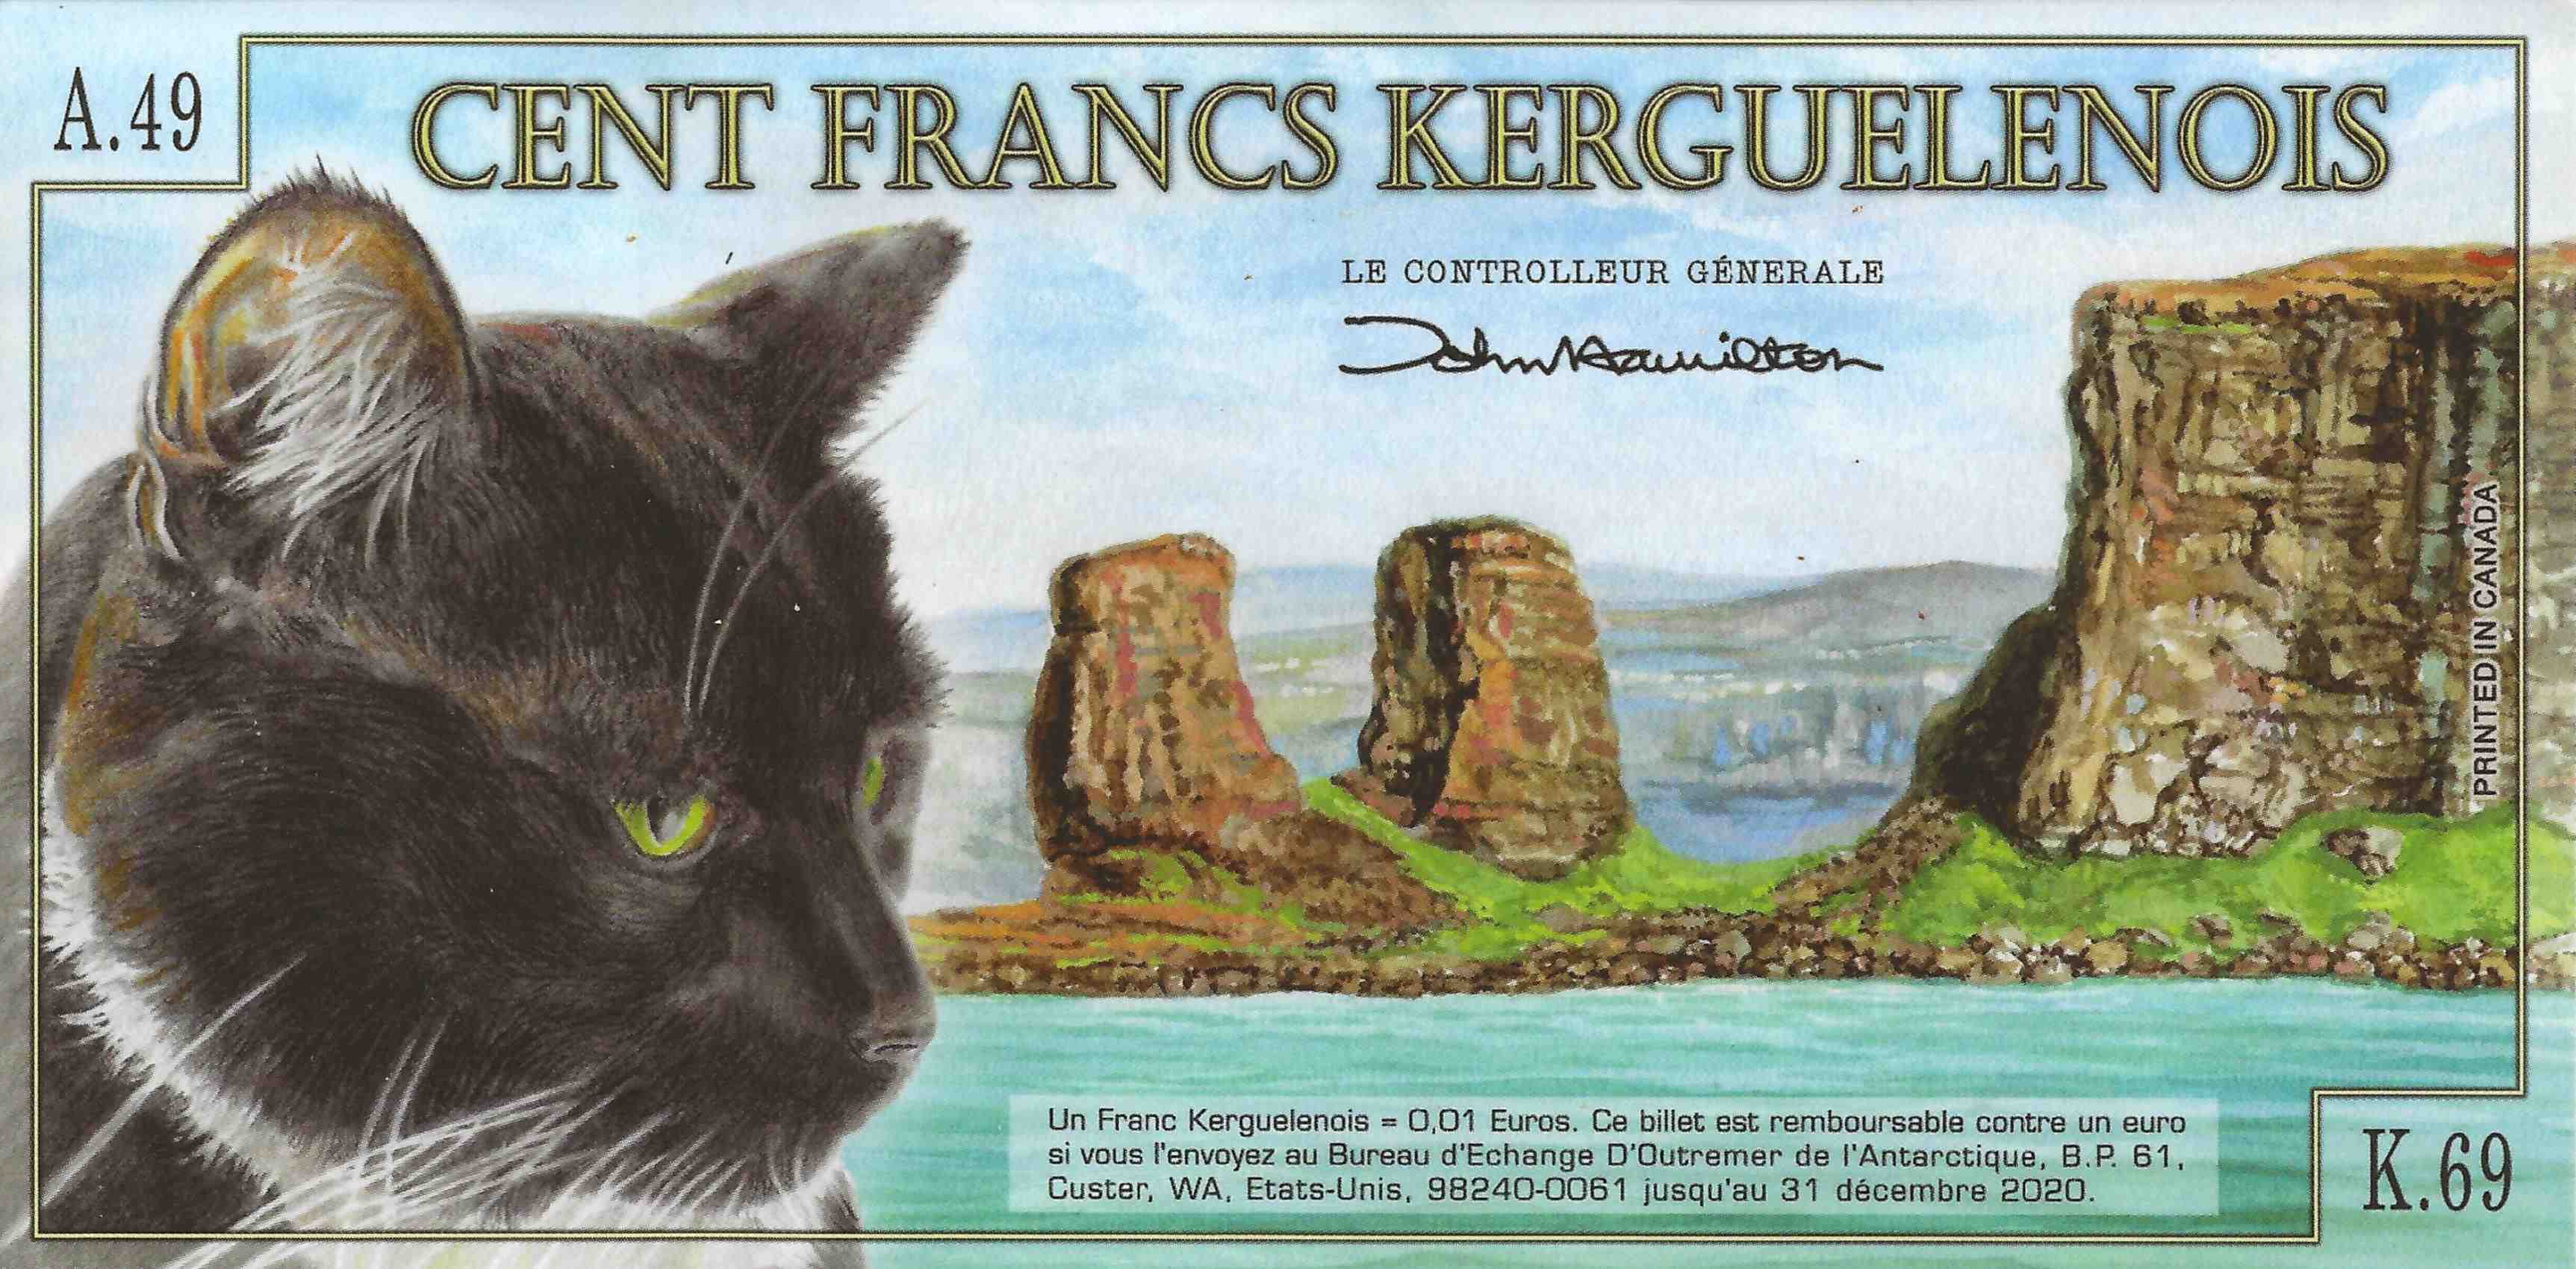 A.49
CENT FRANCS KERGUELENOIS
LE CONTROLLEUR GÉNERALE
John Hamilton
PRINTED IN CANADA
Un Franc Kerguelenois = 0,01 Euros. Ce billet est remboursable contre un euro
si vous l'envoyez au Bureau d'Echange D'Outremer de l'Antarctique, B.P. 61,
Custer, WA, Etats-Unis, 98240-0061 jusqu'au 31 décembre 2020.
K.69